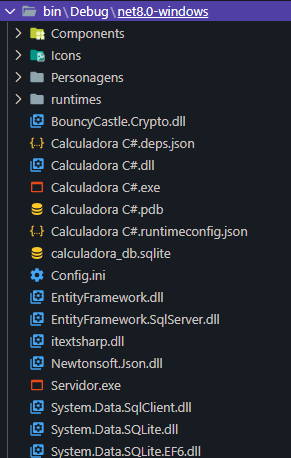 bin\Debug\net8.0-windows
Components
Icons
Personagens
runtimes
BouncyCastle.Crypto.dll
Calculadora C#.deps.json
Calculadora C#.dll
Calculadora C#.exe
Calculadora C#.pdb
Calculadora C#.runtimeconfig.json
calculadora_db.sqlite
Config.ini
EntityFramework.dll
EntityFramework.SqlServer.dll
itextsharp.dll
Newtonsoft.Json.dll
Servidor.exe
System.Data.SqlClient.dll
System.Data.SQLite.dll
System.Data.SQLite.EF6.dll